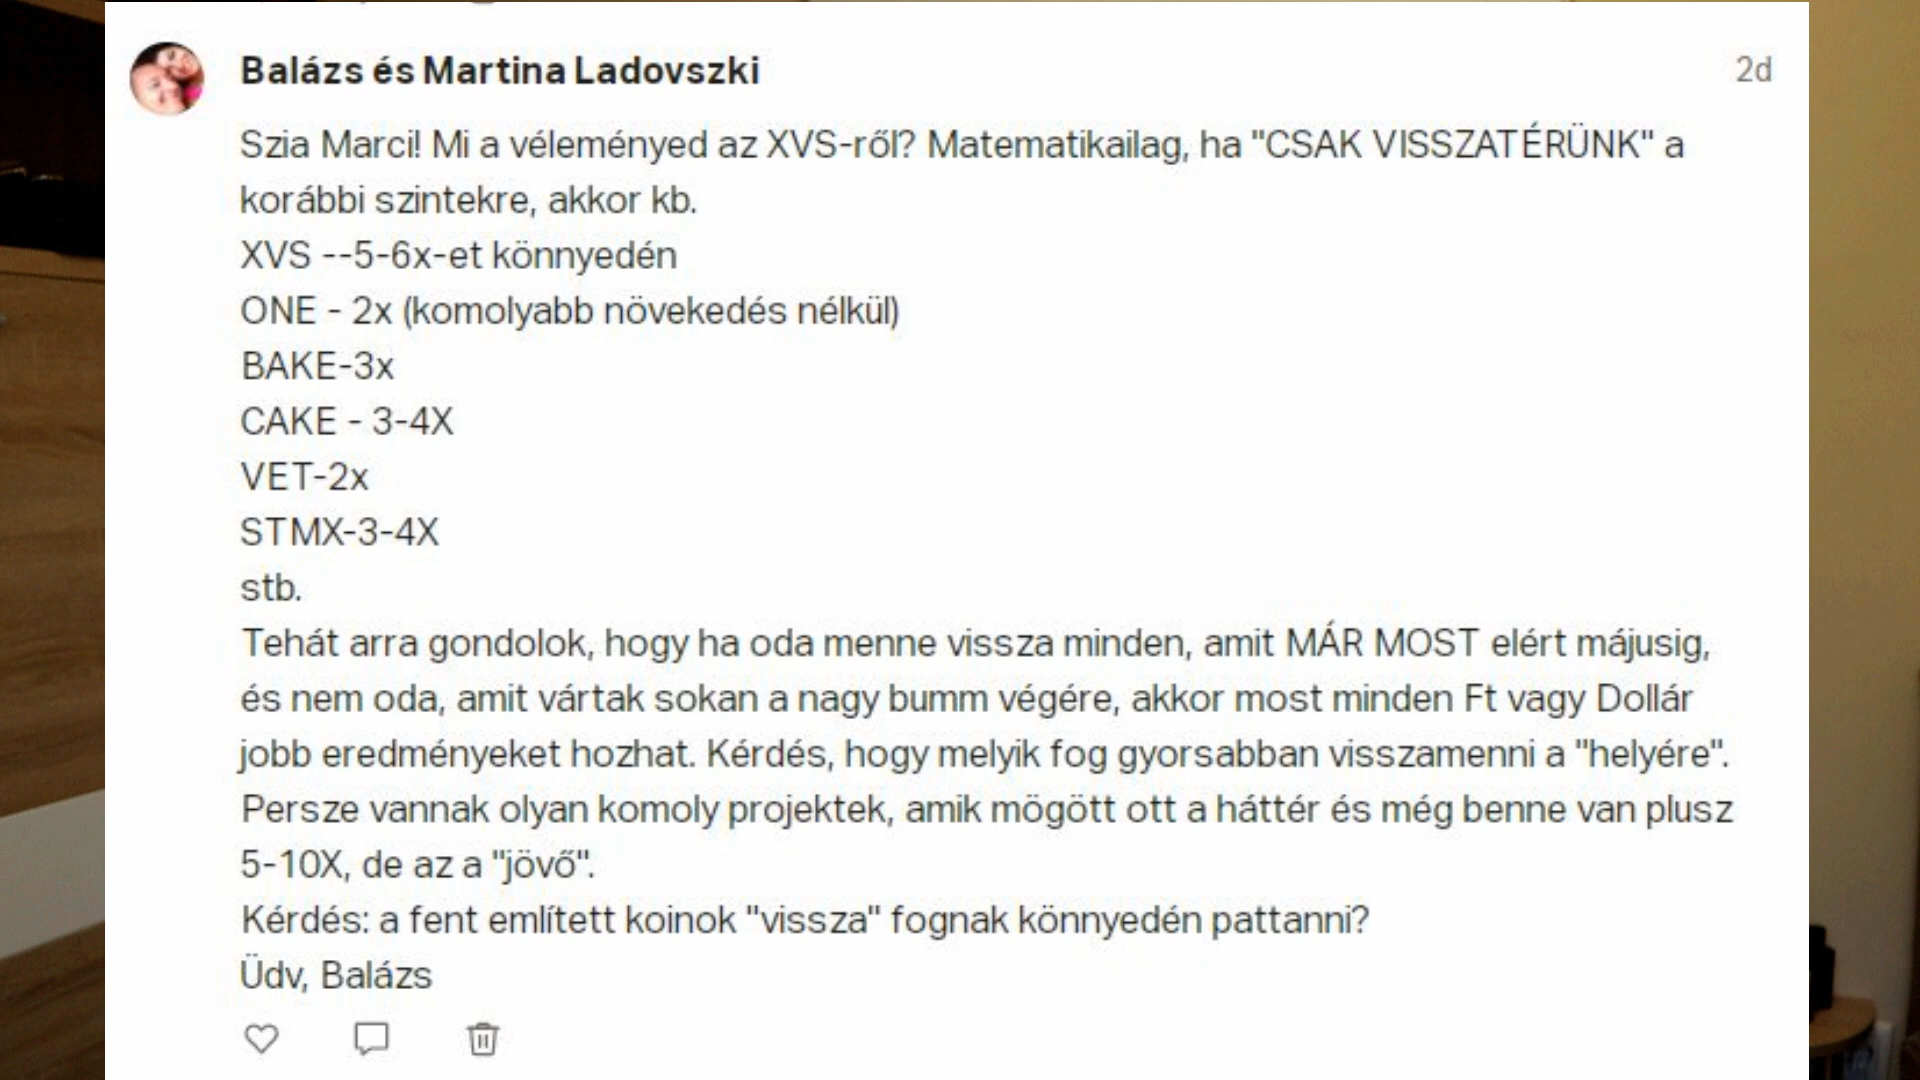 Balázs és Martina Ladovszki
2d
Szia Marci! Mi a véleményed az XVS-ről? Matematikailag, ha "CSAK VISSZATÉRÜNK" a
korábbi szintekre, akkor kb.
XVS --5-6x-et könnyedén
ONE - 2x (komolyabb növekedés nélkül)
BAKE-3x
CAKE - 3-4X
VET-2x
STMX-3-4X
stb.
Tehát arra gondolok, hogy ha oda menne vissza minden, amit MÁR MOST elért májusig,
és nem oda, amit vártak sokan a nagy bumm végére, akkor most minden Ft vagy Dollár
jobb eredményeket hozhat. Kérdés, hogy melyik fog gyorsabban visszamenni a "helyére".
Persze vannak olyan komoly projektek, amik mögött ott a háttér és még benne van plusz
5-10X, de az a "jövő".
Kérdés: a fent említett koinok "vissza" fognak könnyedén pattanni?
Üdv, Balázs